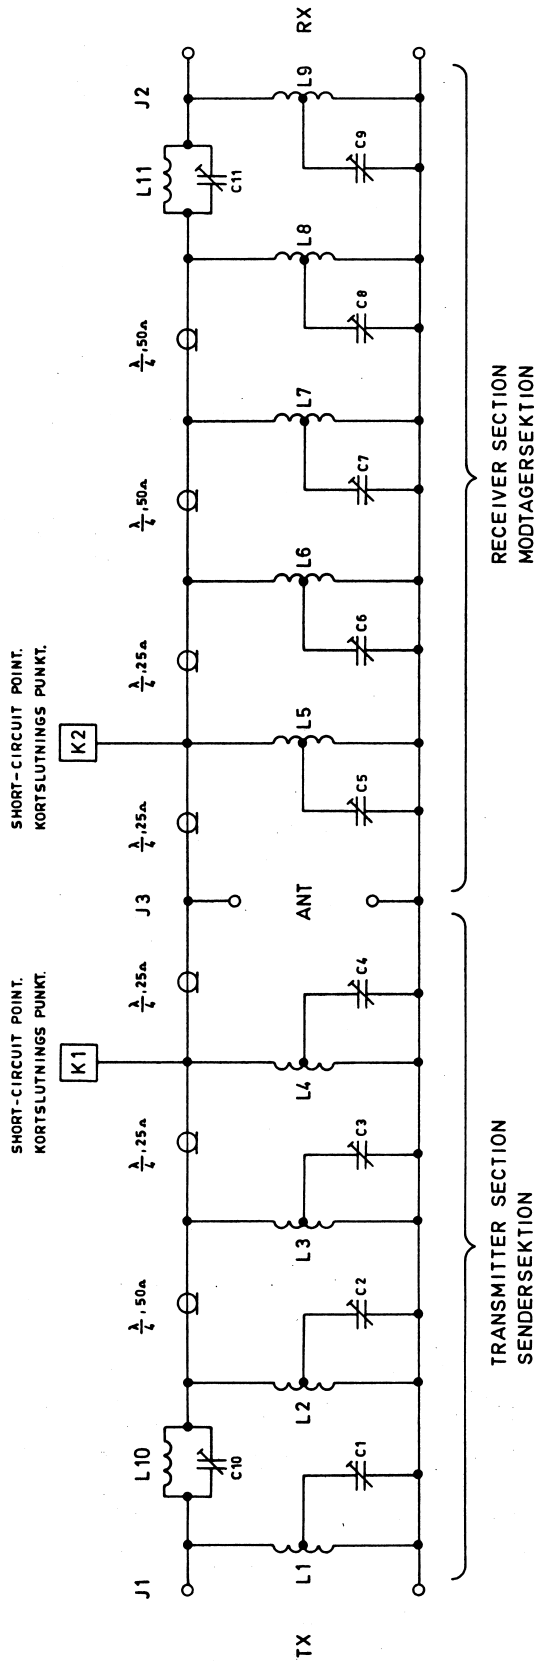 SHORT-CIRCUIT POINT.
KORTSLUTNINGS PUNKT.
SHORT-CIRCUIT POINT.
KORTSLUTNINGS PUNKT.
K1
K2
J1
L10
λ/4,50Ω
λ/4,25Ω
λ/4,25Ω
J3
λ/4,25Ω
λ/4,25Ω
λ/4,50Ω
λ/4,50Ω
L11
J2
C10
C11
TX
L1
C1
L2
C2
L3
C3
L4
C4
ANT
C5
L5
C6
L6
C7
L7
C8
L8
C9
L9
RX
TRANSMITTER SECTION
SENDERSEKTION
RECEIVER SECTION
MODTAGERSEKTION